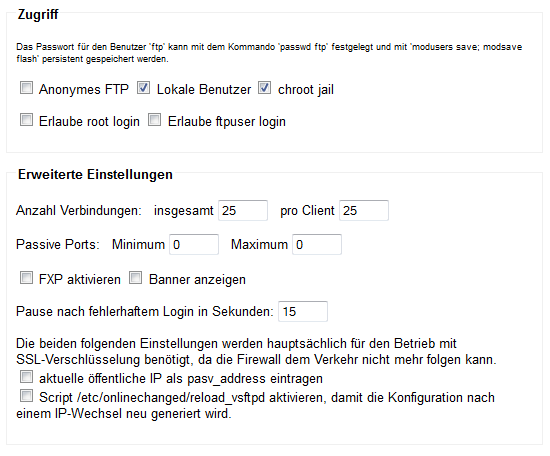 Zugriff
Das Passwort für den Benutzer 'ftp' kann mit dem Kommando 'passwd ftp' festgelegt und mit 'modusers save; modsave
flash' persistent gespeichert werden.
Anonymes FTP Lokale Benutzer chroot jail
Erlaube root login Erlaube ftpuser login
Erweiterte Einstellungen
Anzahl Verbindungen: insgesamt 25 pro Client 25
Passive Ports: Minimum 0 Maximum 0
FXP aktivieren Banner anzeigen
Pause nach fehlerhaftem Login in Sekunden: 15
Die beiden folgenden Einstellungen werden hauptsächlich für den Betrieb mit
SSL-Verschlüsselung benötigt, da die Firewall dem Verkehr nicht mehr folgen kann.
aktuelle öffentliche IP als pasv_address eintragen
Script /etc/onlinechanged/reload_vsftpd aktivieren, damit die Konfiguration nach
einem IP-Wechsel neu generiert wird.